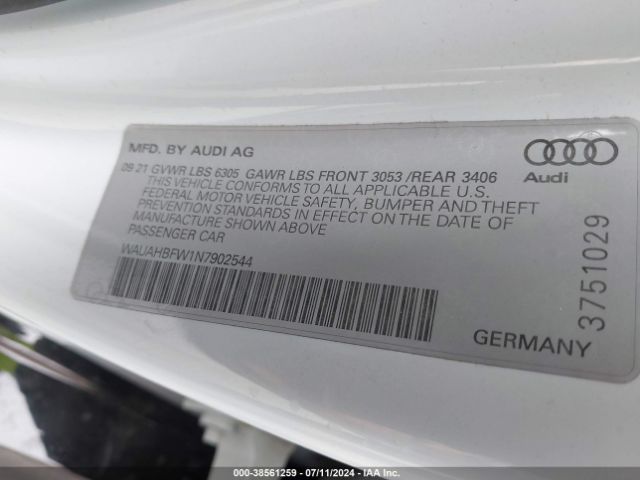 MFD. BY AUDI AG
09 21 GVWR LBS 6305 GAWR LBS FRONT 3053 /REAR 3406
THIS VEHICLE CONFORMS TO ALL APPLICABLE U.S.
FEDERAL MOTOR VEHICLE SAFETY, BUMPER AND THEFT
PREVENTION STANDARDS IN EFFECT ON THE DATE OF
MANUFACTURE SHOWN ABOVE.
PASSENGER CAR
WAUAHBFW1N7902544
Audi
3751029
GERMANY
000-38561259 - 07/11/2024 - IAA Inc.